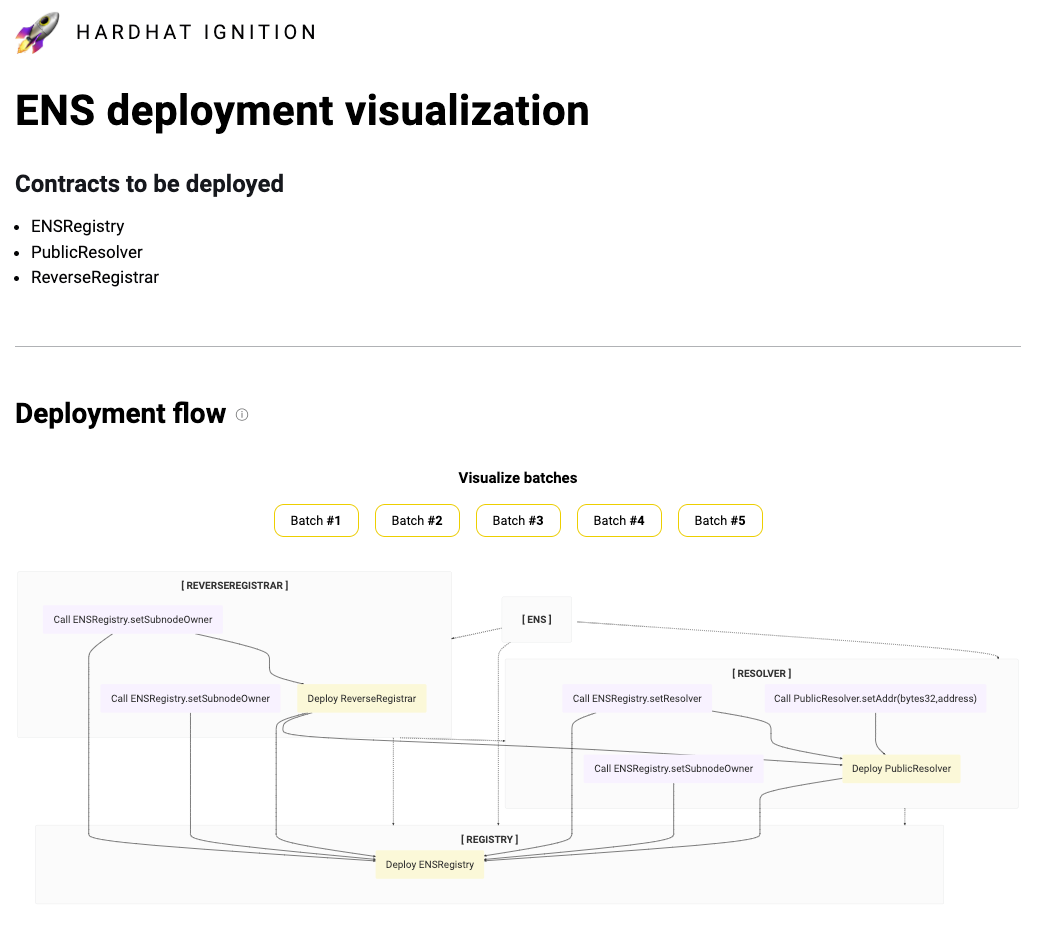 HARDHAT IGNITION
ENS deployment visualization
Contracts to be deployed
ENSRegistry
PublicResolver
ReverseRegistrar
Deployment flow
Visualize batches
Batch #1
Batch #2
Batch #3
Batch #4
Batch #5
[ REVERSEREGISTRAR ]
Call ENSRegistry.setSubnodeOwner
Call ENSRegistry.setSubnodeOwner
Deploy ReverseRegistrar
[ ENS ]
[ RESOLVER ]
Call ENSRegistry.setResolver
Call PublicResolver.setAddr(bytes32,address)
Call ENSRegistry.setSubnodeOwner
Deploy PublicResolver
[ REGISTRY ]
Deploy ENSRegistry